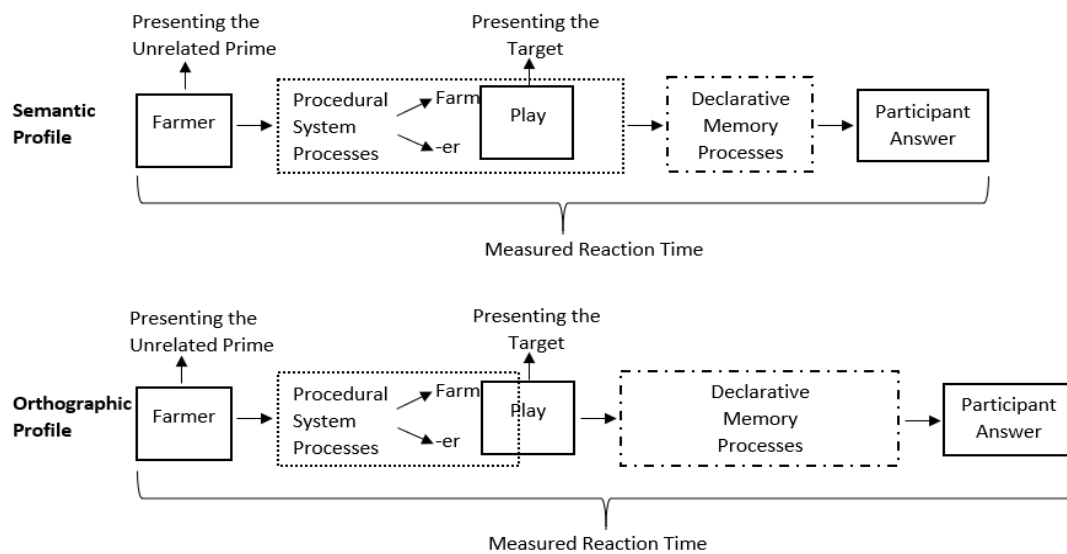 Presenting the
Unrelated Prime
Presenting the
Target
Semantic
Profile
Farmer
Procedural
System
Processes
Farm
-er
Play
Declarative
Memory
Processes
Participant
Answer
Measured Reaction Time
Presenting the
Unrelated Prime
Presenting the
Target
Orthographic
Profile
Farmer
Procedural
System
Processes
Farm
-er
Play
Declarative
Memory
Processes
Participant
Answer
Measured Reaction Time